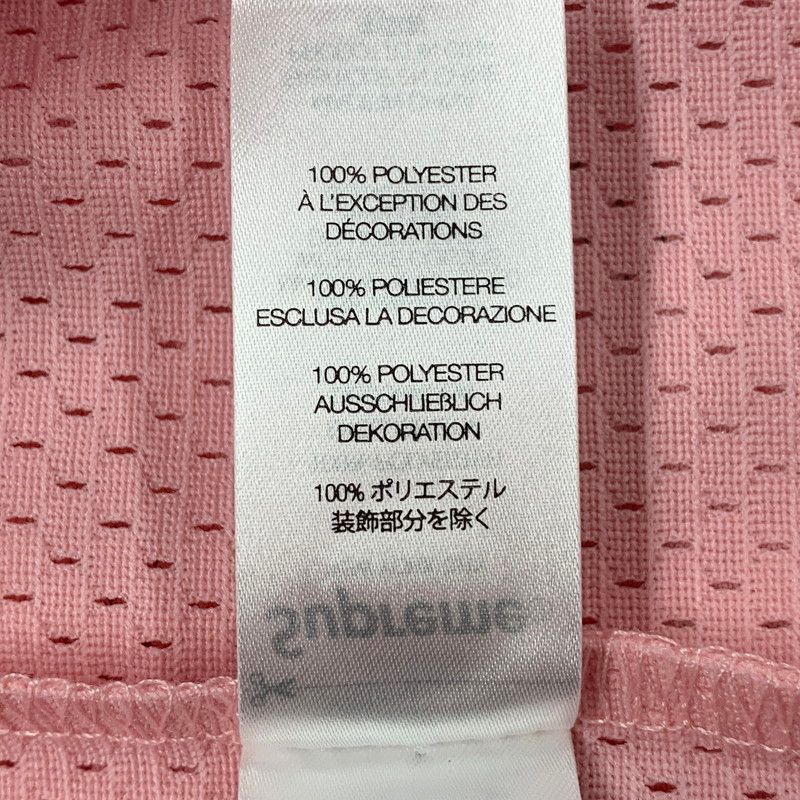 100% POLYESTER
À L'EXCEPTION DES
DÉCORATIONS
100% POLIESTERE
ESCLUSA LA DECORAZIONE
100% POLYESTER
AUSSCHLIEßLICH
DEKORATION
100% ポリエステル
装飾部分を除く
Supreme